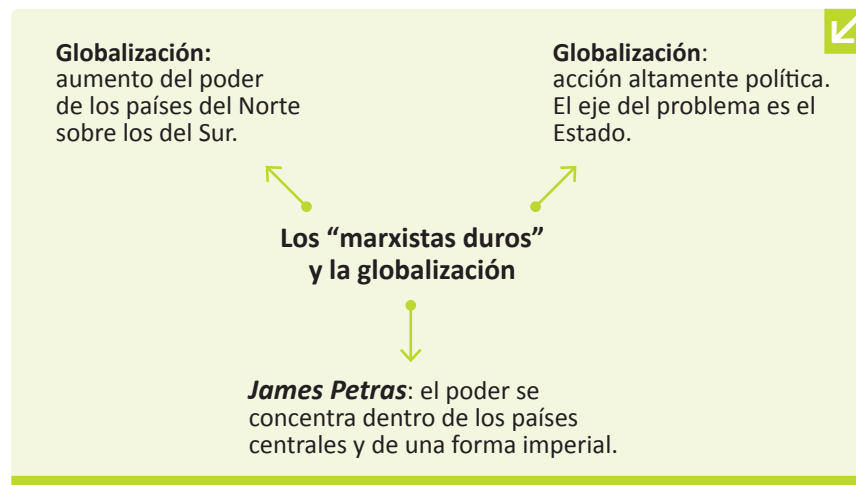 Globalización:
aumento del poder
de los países del Norte
sobre los del Sur.
Globalización:
acción altamente política.
El eje del problema es el
Estado.
Los “marxistas duros”
y la globalización
James Petras: el poder se
concentra dentro de los países
centrales y de una forma imperial.